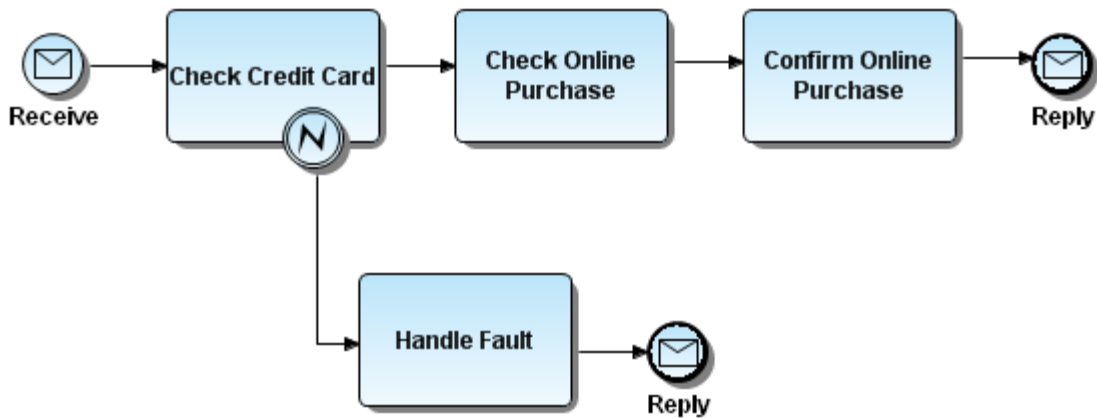 Receive
Check Credit Card
Check Online
Purchase
Confirm Online
Purchase
Reply
Handle Fault
Reply